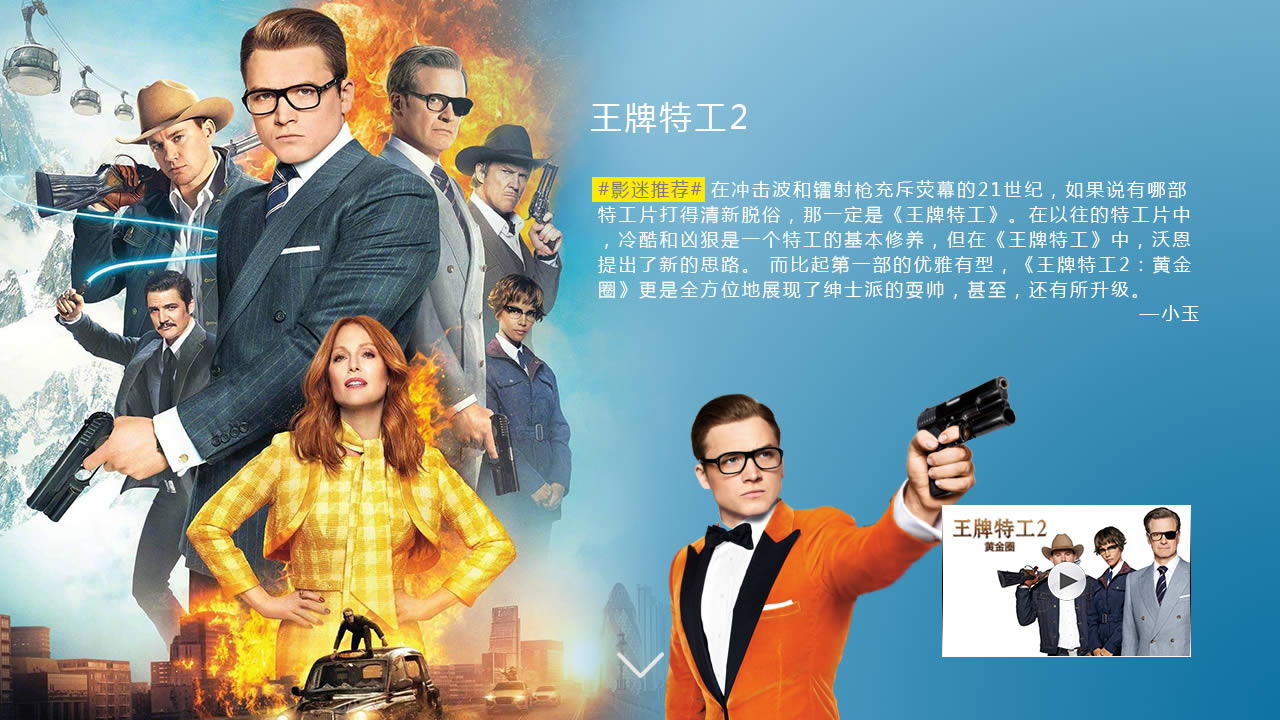 王牌特工2
#影迷推荐# 在冲击波和镭射枪充斥荧幕的21世纪，如果说有哪部
特工片打得清新脱俗，那一定是《王牌特工》。在以往的特工片中
，冷酷和凶狠是一个特工的基本修养，但在《王牌特工》中，沃恩
提出了新的思路。 而比起第一部的优雅有型，《王牌特工2：黄金
圈》更是全方位地展现了绅士派的耍帅，甚至，还有所升级。
—小玉
王牌特工2
黄金圈